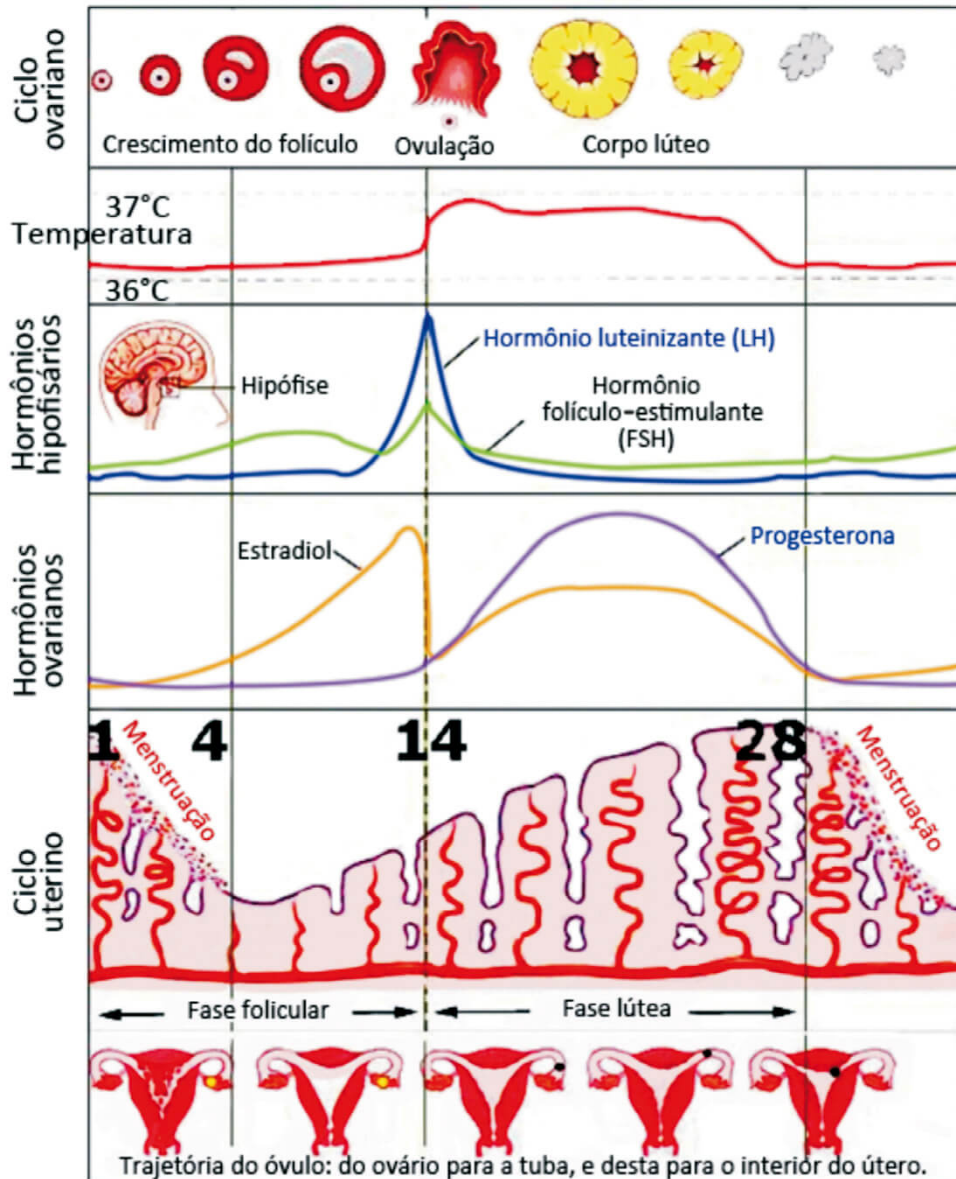 Ciclo
ovariano
Crescimento do folículo
Ovulação
Corpo lúteo
37°C
Temperatura
36°C
Hormônios
hipofisários
Hipófise
Hormônio luteinizante (LH)
Hormônio
folículo-estimulante
(FSH)
Hormônios
ovarianos
Estradiol
Progesterona
Ciclo
uterino
1
Menstruação
4
14
28
Menstruação
Fase folicular
Fase lútea
Trajetória do óvulo: do ovário para a tuba, e desta para o interior do útero.